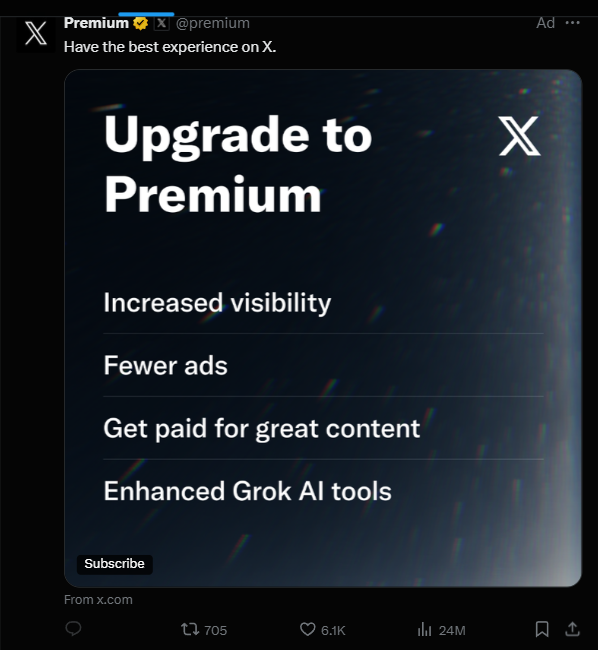 Premium @premium Ad
Have the best experience on X.
Upgrade to
Premium
Increased visibility
Fewer ads
Get paid for great content
Enhanced Grok AI tools
Subscribe
From x.com
705 6.1K 24M